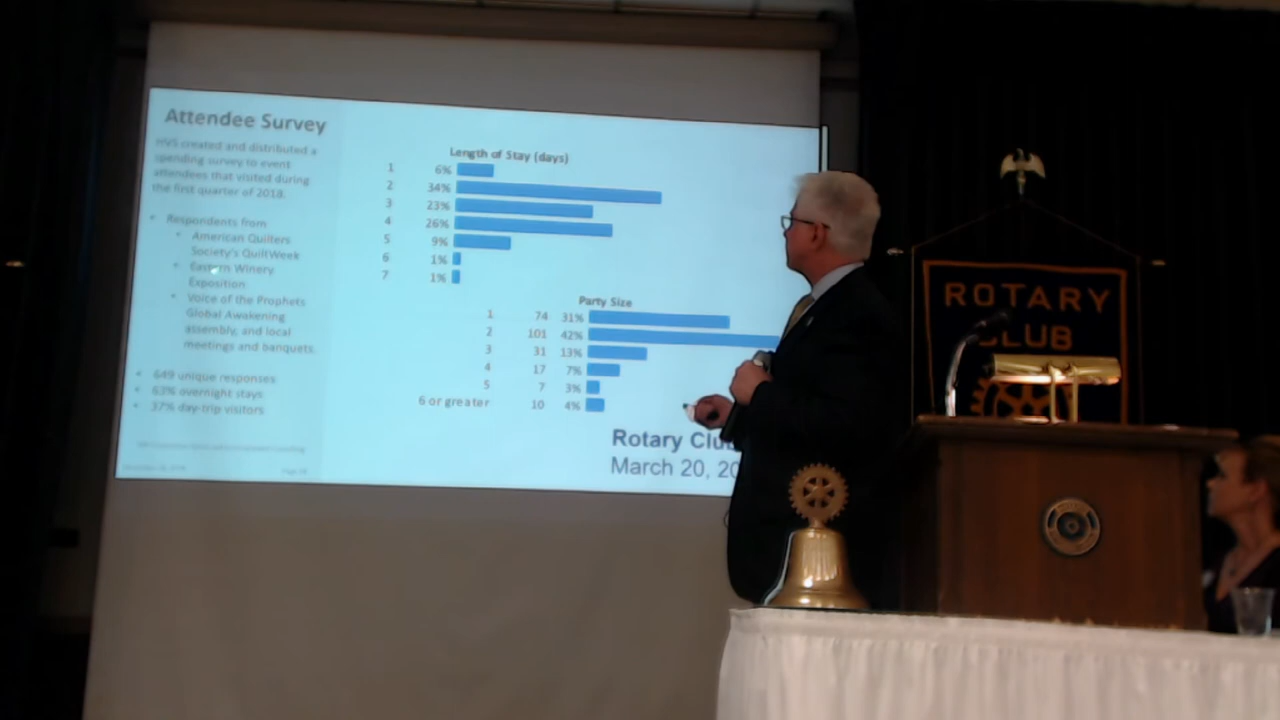 Attendee Survey
HVS created and distributed a
spending survey to event
attendees that visited during
the first quarter of 2018.
• Respondents from
• American Quilters
Society's QuiltWeek
• Eastern Winery
Exposition
• Voice of the Prophets
Global Awakening
assembly, and local
meetings and banquets.
• 649 unique responses
• 63% overnight stays
• 37% day-trip visitors
Length of Stay (days)
1 6%
2 34%
3 23%
4 26%
5 9%
6 1%
7 1%
Party Size
1 74 31%
2 101 42%
3 31 13%
4 17 7%
5 7 3%
6 or greater 10 4%
Rotary Clu
March 20, 20
ROTARY
CLUB